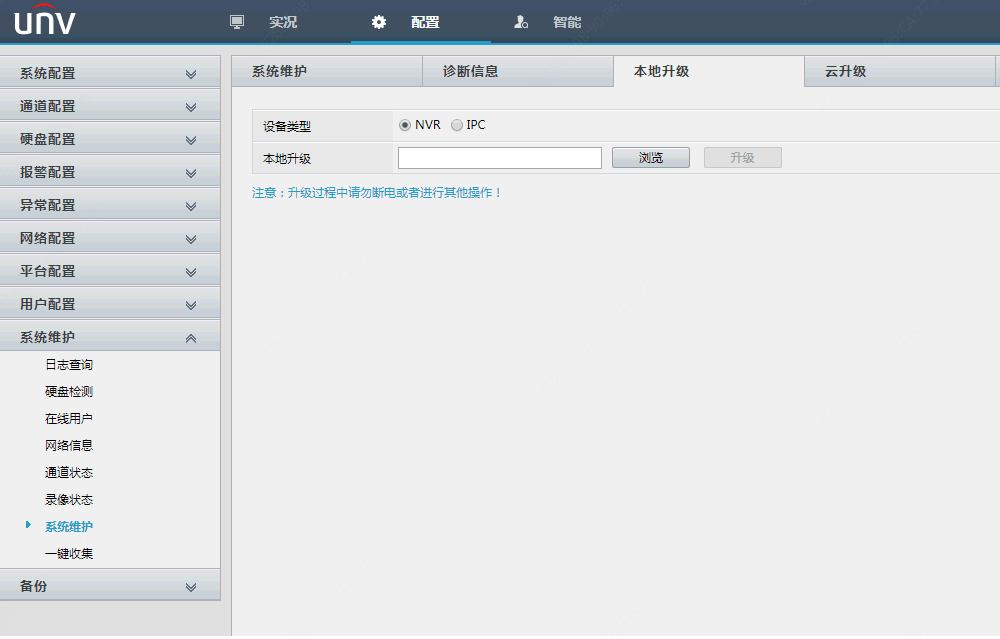 unv
实况
配置
智能
系统配置
通道配置
硬盘配置
报警配置
异常配置
网络配置
平台配置
用户配置
系统维护
日志查询
硬盘检测
在线用户
网络信息
通道状态
录像状态
系统维护
一键收集
备份
系统维护
诊断信息
本地升级
云升级
设备类型 NVR IPC
本地升级 浏览 升级
注意：升级过程中请勿断电或者进行其他操作！